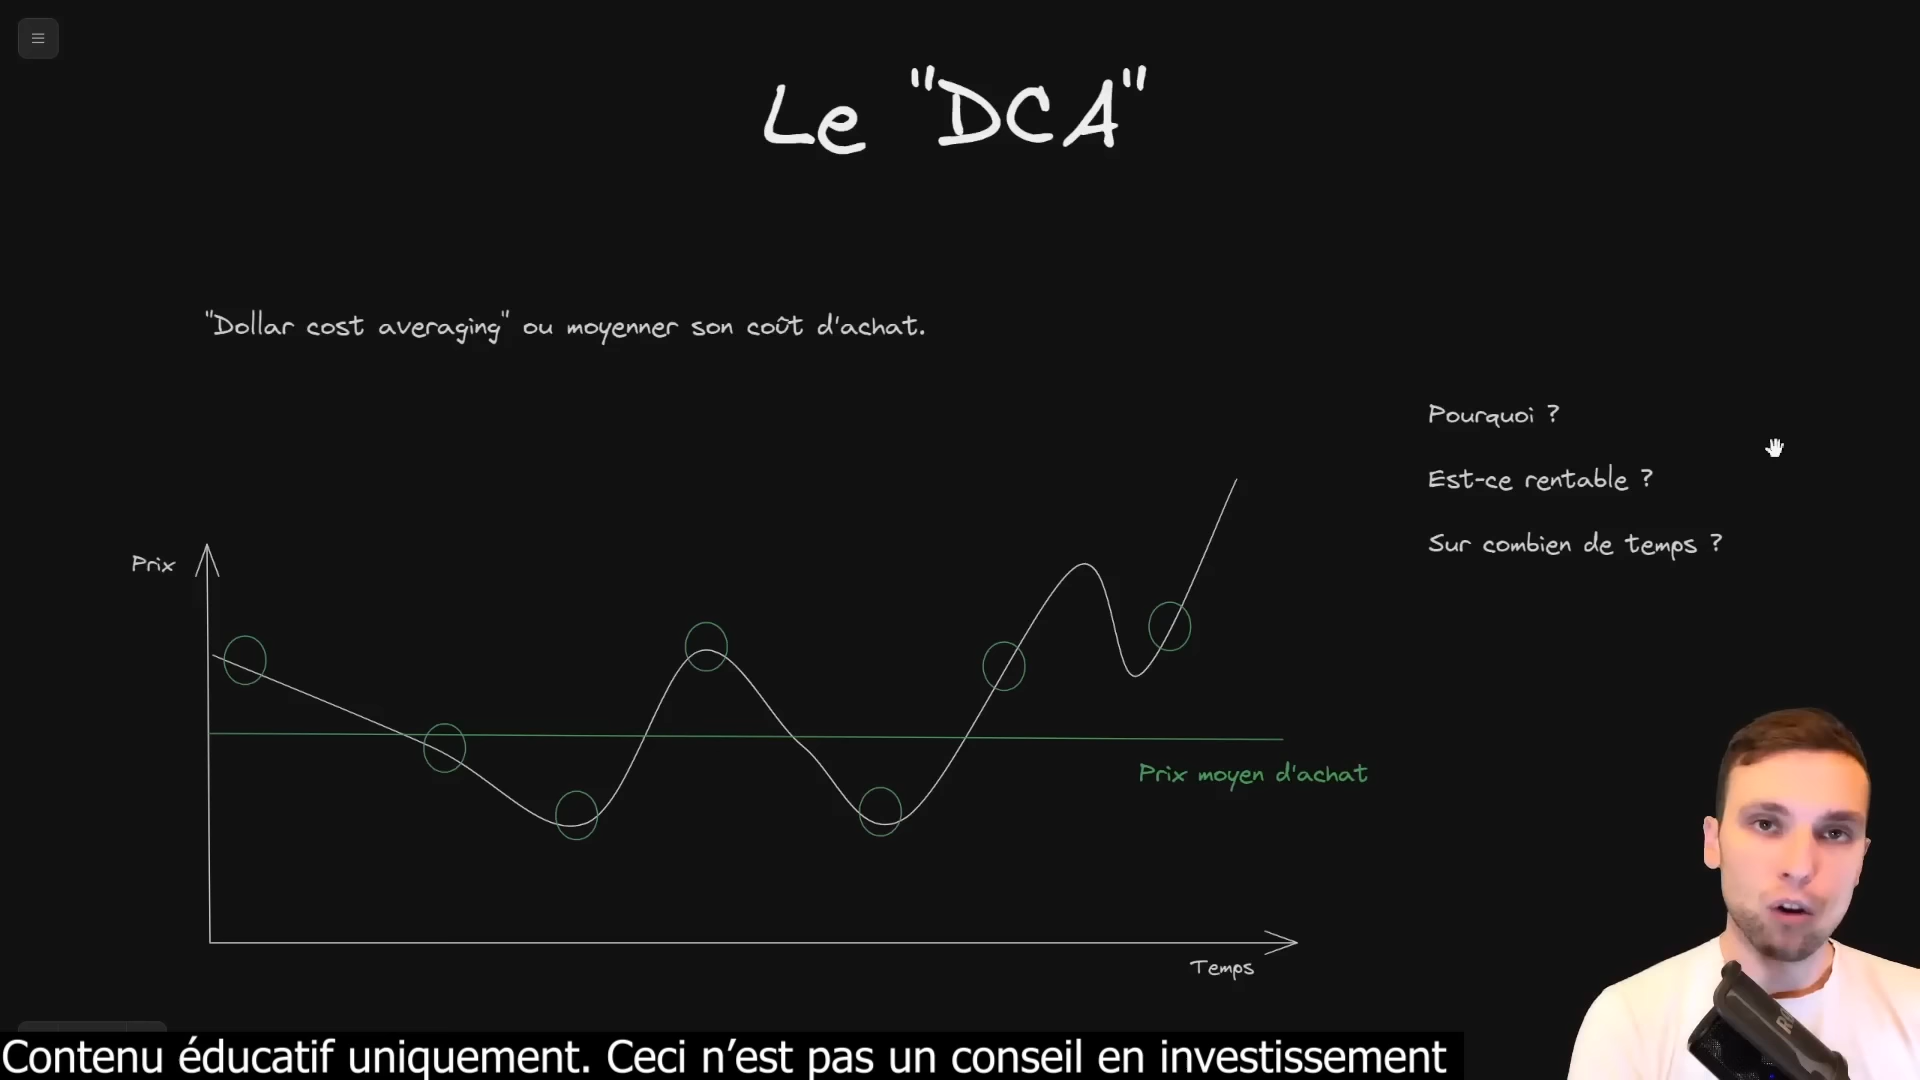 Le "DCA"
"Dollar cost averaging" ou moyenner son coût d'achat.
Pourquoi ?
Est-ce rentable ?
Sur combien de temps ?
Prix
Prix moyen d'achat
Temps
Contenu éducatif uniquement. Ceci n’est pas un conseil en investissement